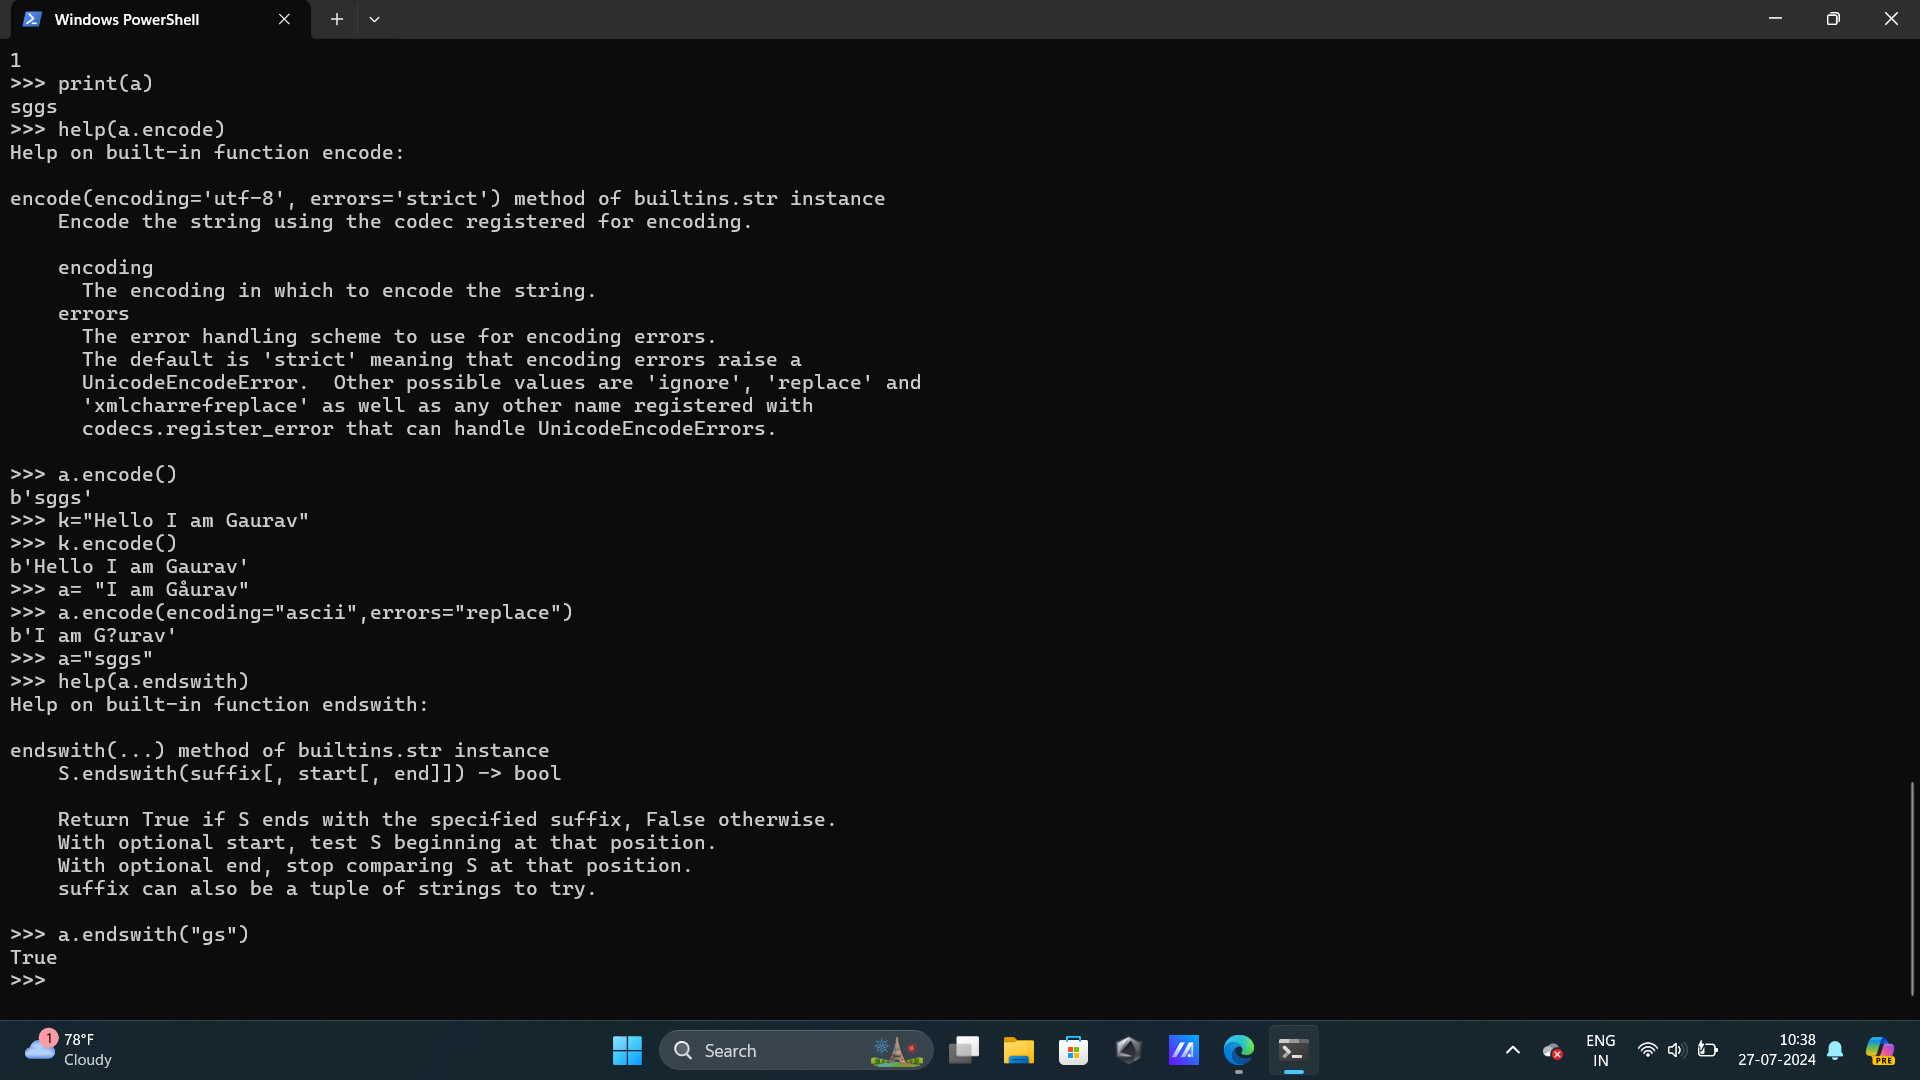 Windows PowerShell
1
>>> print(a)
sggs
>>> help(a.encode)
Help on built-in function encode:
encode(encoding='utf-8', errors='strict') method of builtins.str instance
Encode the string using the codec registered for encoding.
encoding
The encoding in which to encode the string.
errors
The error handling scheme to use for encoding errors.
The default is 'strict' meaning that encoding errors raise a
UnicodeEncodeError.  Other possible values are 'ignore', 'replace' and
'xmlcharrefreplace' as well as any other name registered with
codecs.register_error that can handle UnicodeEncodeErrors.
>>> a.encode()
b'sggs'
>>> k="Hello I am Gaurav"
>>> k.encode()
b'Hello I am Gaurav'
>>> a= "I am Gåurav"
>>> a.encode(encoding="ascii",errors="replace")
b'I am G?urav'
>>> a="sggs"
>>> help(a.endswith)
Help on built-in function endswith:
endswith(...) method of builtins.str instance
S.endswith(suffix[, start[, end]]) -> bool
Return True if S ends with the specified suffix, False otherwise.
With optional start, test S beginning at that position.
With optional end, stop comparing S at that position.
suffix can also be a tuple of strings to try.
>>> a.endswith("gs")
True
>>>
1
78°F
Cloudy
Search
ENG
IN
10:38
27-07-2024
PRE